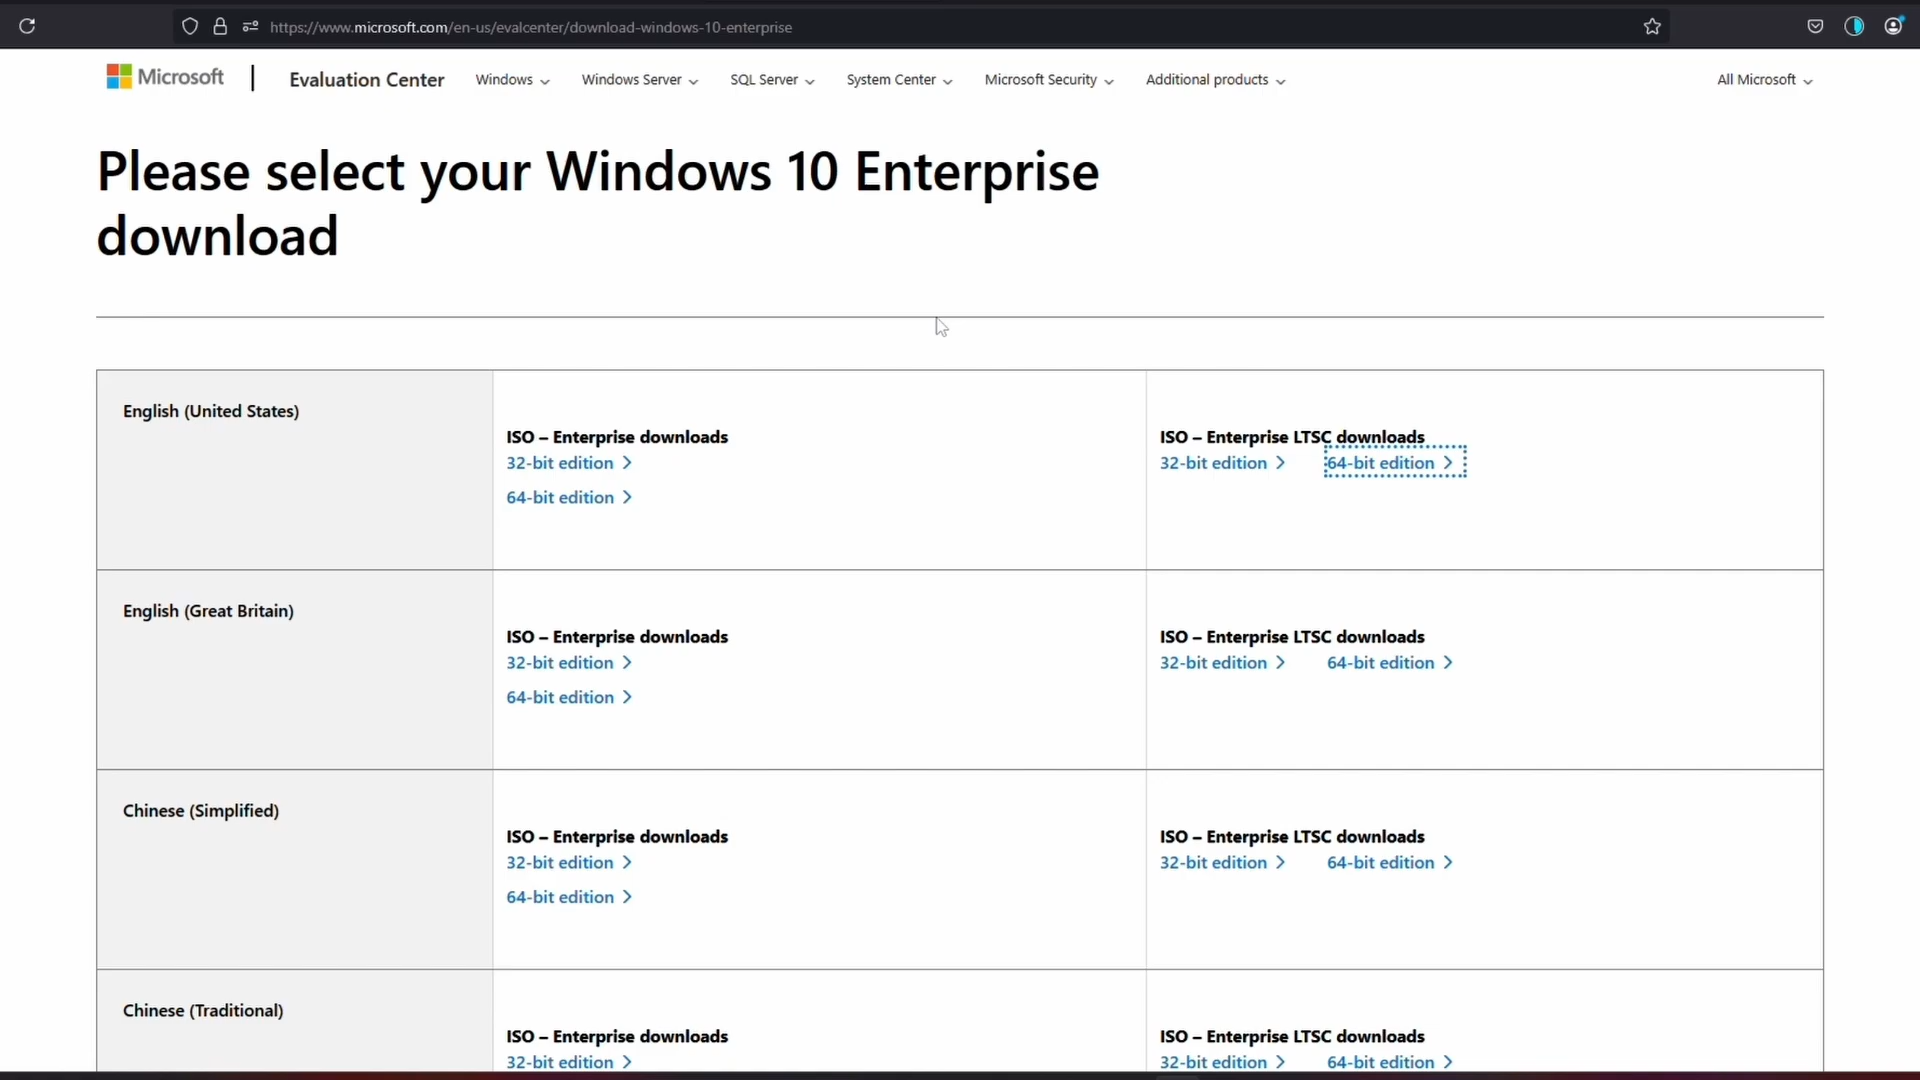 https://www.microsoft.com/en-us/evalcenter/download-windows-10-enterprise
Microsoft
Evaluation Center
Windows
Windows Server
SQL Server
System Center
Microsoft Security
Additional products
All Microsoft
Please select your Windows 10 Enterprise
download
English (United States)
ISO – Enterprise downloads
32-bit edition
64-bit edition
ISO – Enterprise LTSC downloads
32-bit edition
64-bit edition
English (Great Britain)
ISO – Enterprise downloads
32-bit edition
64-bit edition
ISO – Enterprise LTSC downloads
32-bit edition
64-bit edition
Chinese (Simplified)
ISO – Enterprise downloads
32-bit edition
64-bit edition
ISO – Enterprise LTSC downloads
32-bit edition
64-bit edition
Chinese (Traditional)
ISO – Enterprise downloads
32-bit edition
ISO – Enterprise LTSC downloads
32-bit edition
64-bit edition